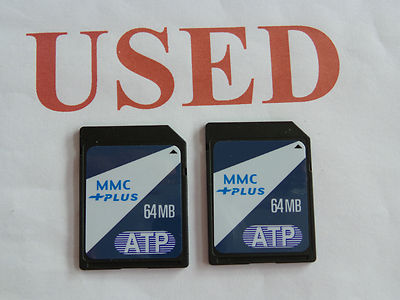 USED
MMC
+PLUS
64MB
ATP
MMC
+PLUS
64MB
ATP